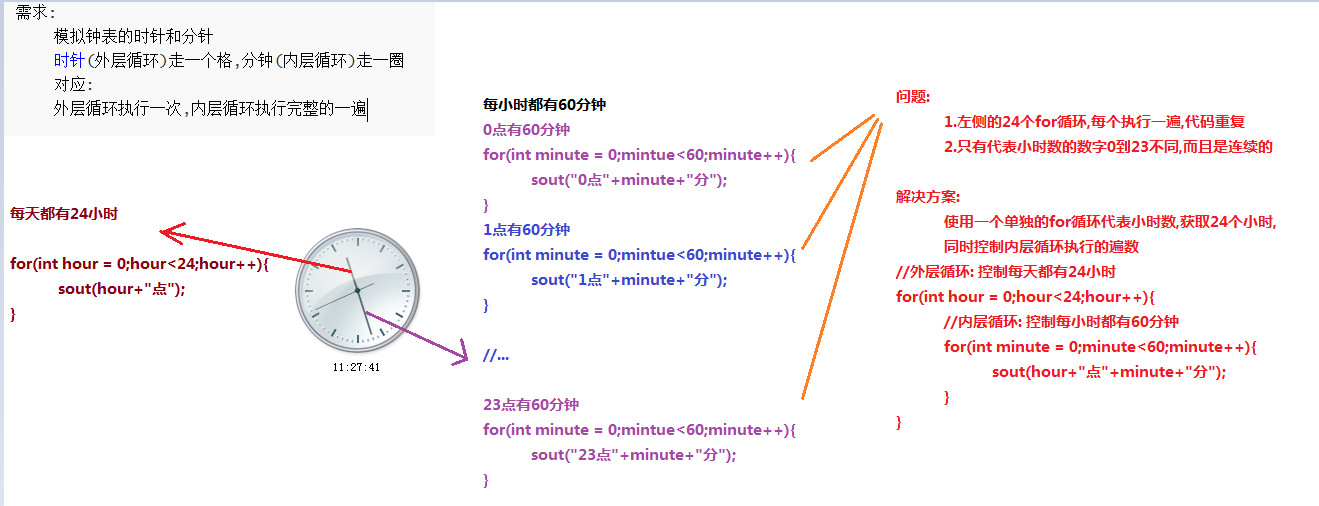 需求:
模拟钟表的时针和分针
时针(外层循环)走一个格,分钟(内层循环)走一圈
对应:
外层循环执行一次,内层循环执行完整的一遍
每天都有24小时
for(int hour = 0;hour<24;hour++){
sout(hour+"点");
}
11:27:41
每小时都有60分钟
0点有60分钟
for(int minute = 0;mintue<60;minute++){
sout("0点"+minute+"分");
}
1点有60分钟
for(int minute = 0;mintue<60;minute++){
sout("1点"+minute+"分");
}
//...
23点有60分钟
for(int minute = 0;mintue<60;minute++){
sout("23点"+minute+"分");
}
问题:
1.左侧的24个for循环,每个执行一遍,代码重复
2.只有代表小时数的数字0到23不同,而且是连续的
解决方案:
使用一个单独的for循环代表小时数,获取24个小时,
同时控制内层循环执行的遍数
//外层循环: 控制每天都有24小时
for(int hour = 0;hour<24;hour++){
//内层循环: 控制每小时都有60分钟
for(int minute = 0;minute<60;minute++){
sout(hour+"点"+minute+"分");
}
}